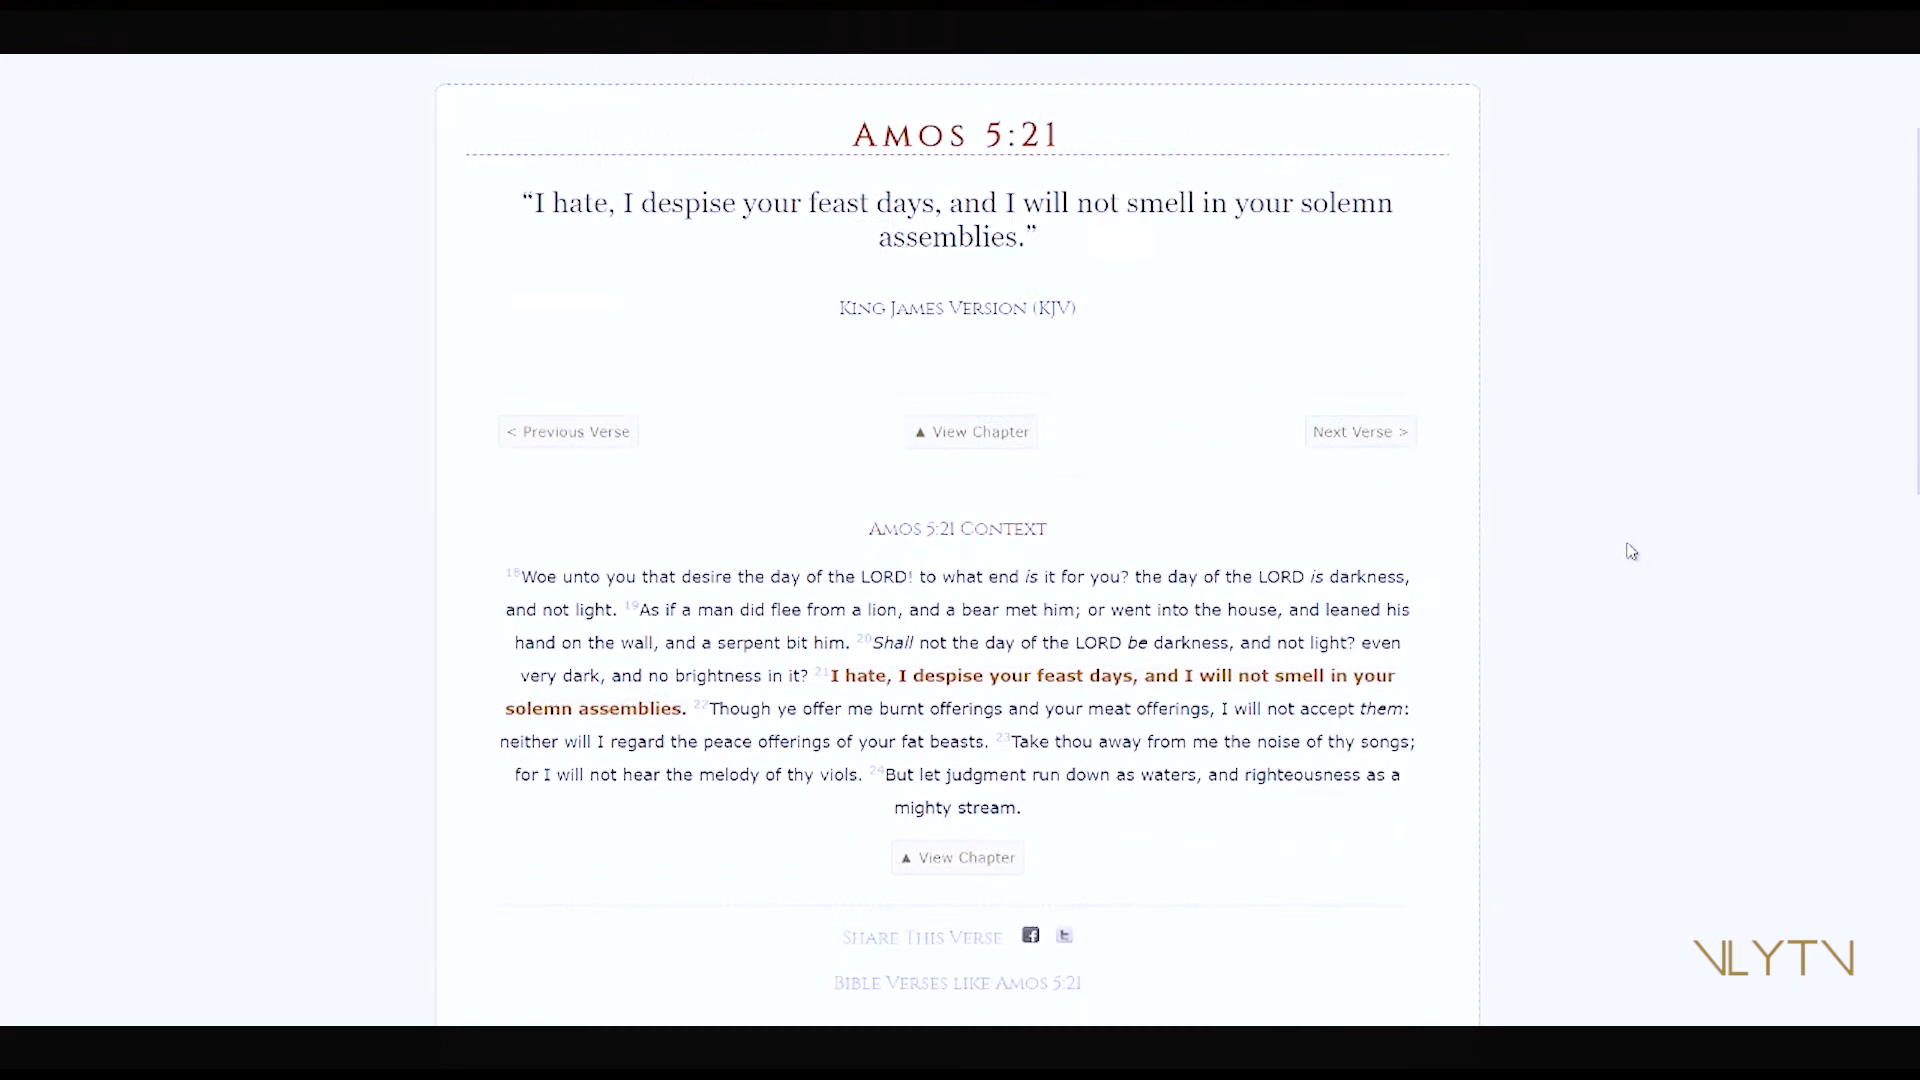 AMOS 5:21
“I hate, I despise your feast days, and I will not smell in your solemn
assemblies.”
KING JAMES VERSION (KJV)
< Previous Verse
▲ View Chapter
Next Verse >
AMOS 5:21 CONTEXT
18Woe unto you that desire the day of the LORD! to what end is it for you? the day of the LORD is darkness,
and not light. 19As if a man did flee from a lion, and a bear met him; or went into the house, and leaned his
hand on the wall, and a serpent bit him. 20Shall not the day of the LORD be darkness, and not light? even
very dark, and no brightness in it? 21I hate, I despise your feast days, and I will not smell in your
solemn assemblies. 22Though ye offer me burnt offerings and your meat offerings, I will not accept them:
neither will I regard the peace offerings of your fat beasts. 23Take thou away from me the noise of thy songs;
for I will not hear the melody of thy viols. 24But let judgment run down as waters, and righteousness as a
mighty stream.
▲ View Chapter
SHARE THIS VERSE
BIBLE VERSES LIKE AMOS 5:21
VLYTV